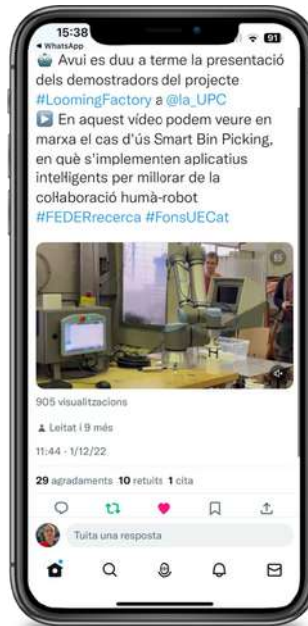 15:38
91
◀ WhatsApp
🤖 Avui es duu a terme la presentació
dels demostradors del projecte
#LoomingFactory a @la_UPC
▶️ En aquest vídeo podem veure en
marxa el cas d'ús Smart Bin Picking,
en què s'implementen aplicatius
intel·ligents per millorar de la
col·laboració humà-robot
#FEDERrecerca #FonsUECat
905 visualitzacions
Leitat i 9 més
11:44 · 1/12/22
29 agradaments 10 retuits 1 cita
Tuita una resposta